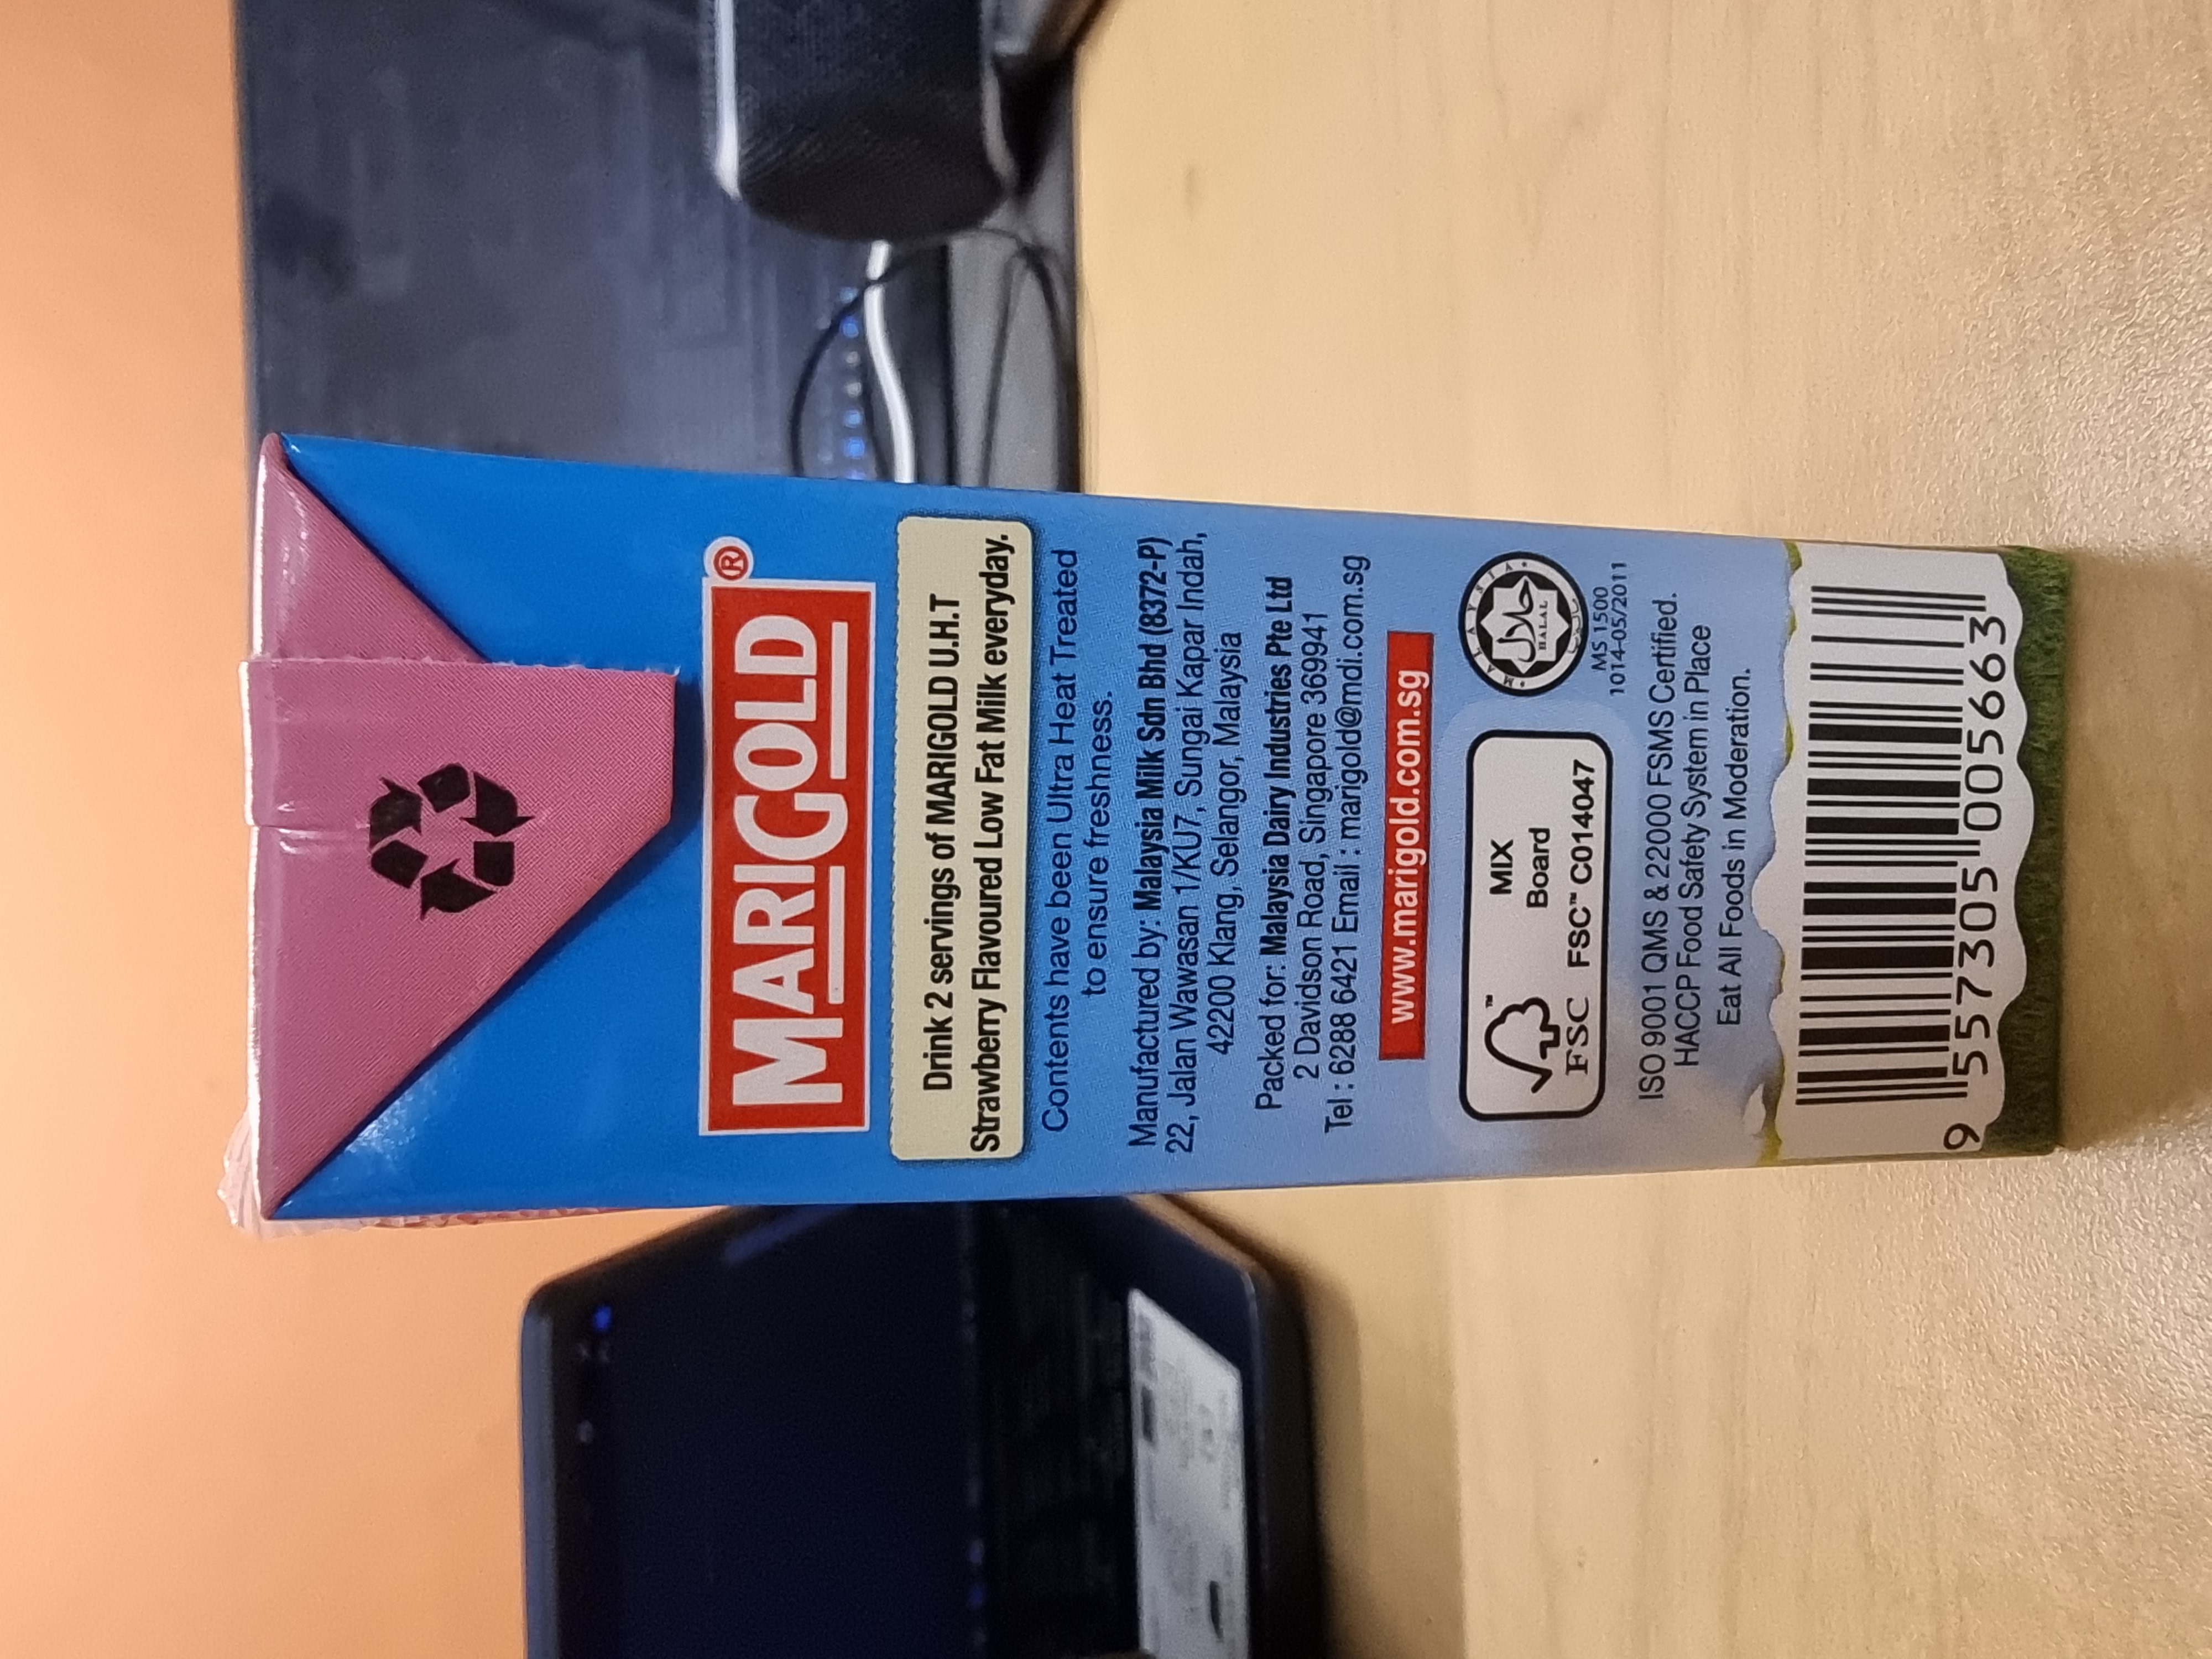 MARIGOLD®
Drink 2 servings of MARIGOLD U.H.T
Strawberry Flavoured Low Fat Milk everyday.
Contents have been Ultra Heat Treated
to ensure freshness.
Manufactured by: Malaysia Milk Sdn Bhd (8372-P)
22, Jalan Wawasan 1/KU7, Sungai Kapar Indah,
42200 Klang, Selangor, Malaysia
Packed for: Malaysia Dairy Industries Pte Ltd
2 Davidson Road, Singapore 369941
Tel : 6288 6421 Email : marigold@mdi.com.sg
www.marigold.com.sg
™
MIX
Board
FSC FSC™ C014047
MALAYSIA
حلال
HALAL
ماليزيا
MS 1500
1014-05/2011
ISO 9001 QMS & 22000 FSMS Certified.
HACCP Food Safety System in Place
Eat All Foods in Moderation.
9 557305 005663